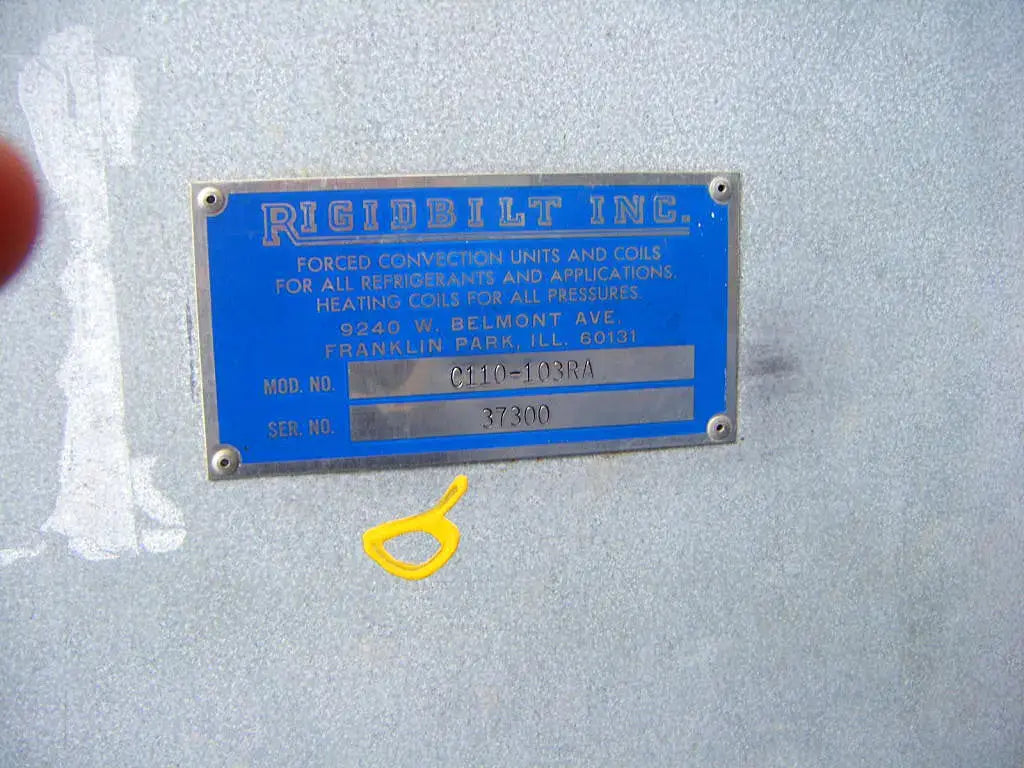 RIGIDBILT INC.
FORCED CONVECTION UNITS AND COILS
FOR ALL REFRIGERANTS AND APPLICATIONS.
HEATING COILS FOR ALL PRESSURES.
9240 W. BELMONT AVE.
FRANKLIN PARK, ILL. 60131
MOD. NO. C110-103RA
SER. NO. 37300